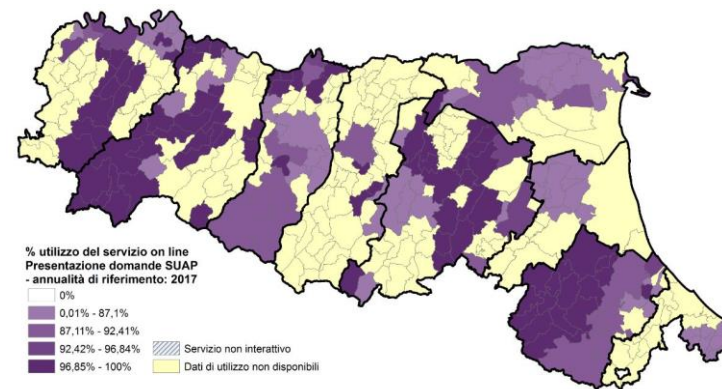 % utilizzo del servizio on line
Presentazione domande SUAP
- annualità di riferimento: 2017
0%
0,01% - 87,1%
87,11% - 92,41%
92,42% - 96,84%
96,85% - 100%
Servizio non interattivo
Dati di utilizzo non disponibili